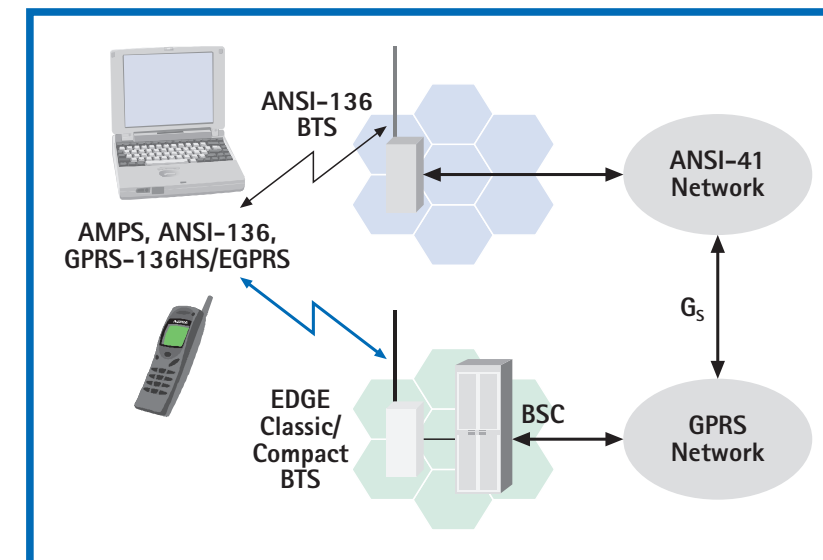 ANSI–136
BTS
ANSI–41
Network
AMPS, ANSI–136,
GPRS–136HS/EGPRS
Gs
EDGE
Classic/
Compact
BTS
BSC
GPRS
Network